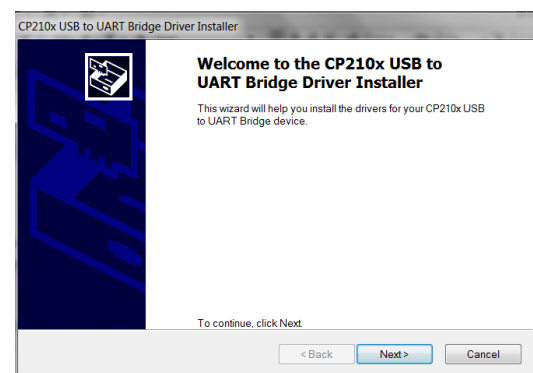 CP210x USB to UART Bridge Driver Installer
Welcome to the CP210x USB to
UART Bridge Driver Installer
This wizard will help you install the drivers for your CP210x USB
to UART Bridge device.
To continue, click Next.
< Back
Next >
Cancel